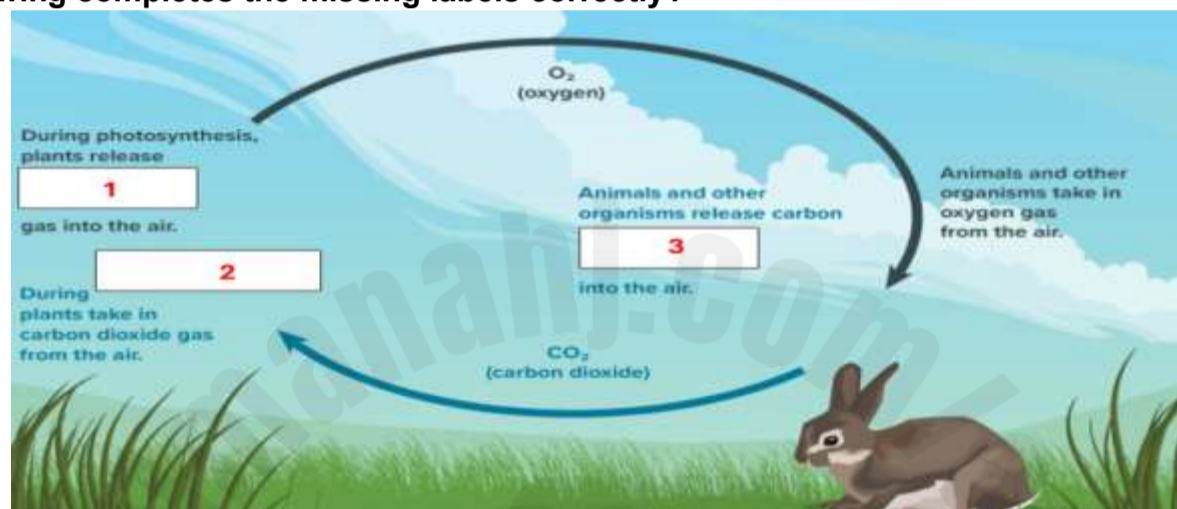 completes the missing labels correctly?
O₂
(oxygen)
During photosynthesis,
plants release
1
gas into the air.
2
During
plants take in
carbon dioxide gas
from the air.
Animals and other
organisms release carbon
3
into the air.
Animals and other
organisms take in
oxygen gas
from the air.
CO₂
(carbon dioxide)
manahj.com/